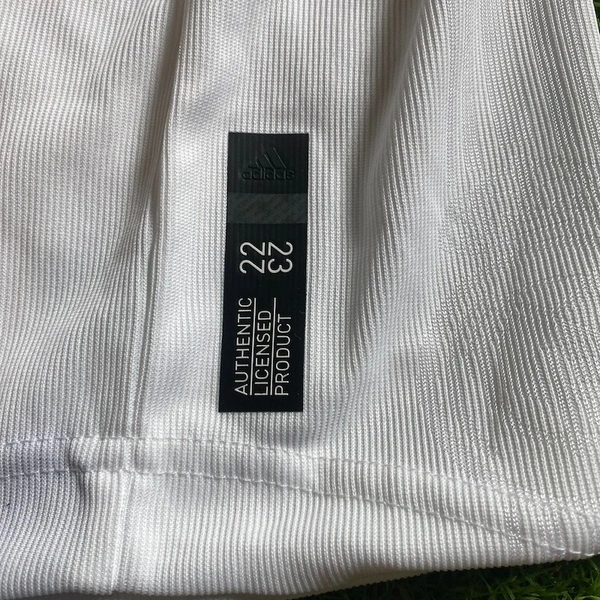 adidas
22
23
AUTHENTIC
LICENSED
PRODUCT